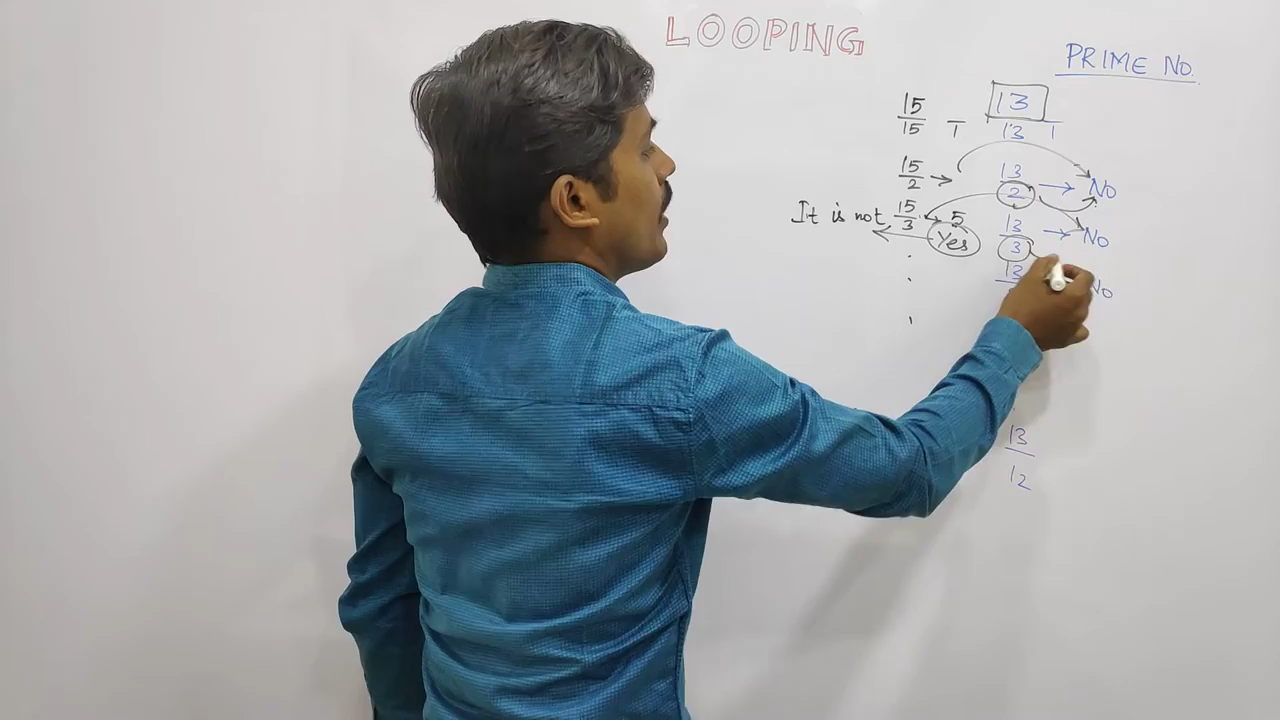 LOOPING
PRIME No.
15/15 1 13/13 1
15/2 → 13/2 → No
It is not 15/3 5 13/3 → No
Yes
13 No
13/12